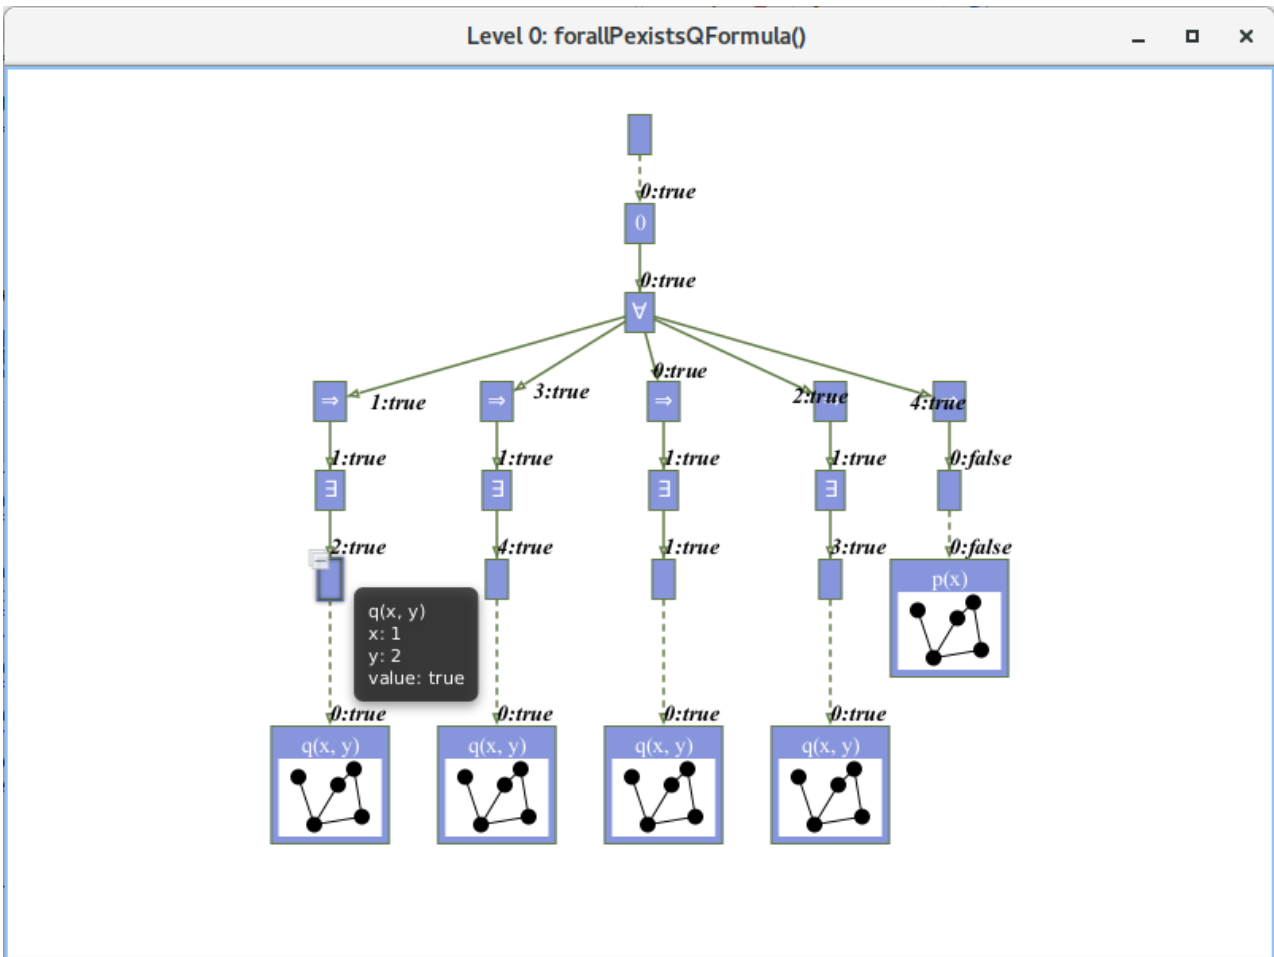 Level 0: forallPexistsQFormula()
0:true
0
0:true
∀
0:true
1:true
3:true
2:true
4:true
⇒
⇒
⇒
1:true
1:true
1:true
1:true
0:false
∃
∃
∃
∃
2:true
4:true
1:true
3:true
0:false
p(x)
q(x, y)
x: 1
y: 2
value: true
0:true
0:true
0:true
0:true
q(x, y)
q(x, y)
q(x, y)
q(x, y)